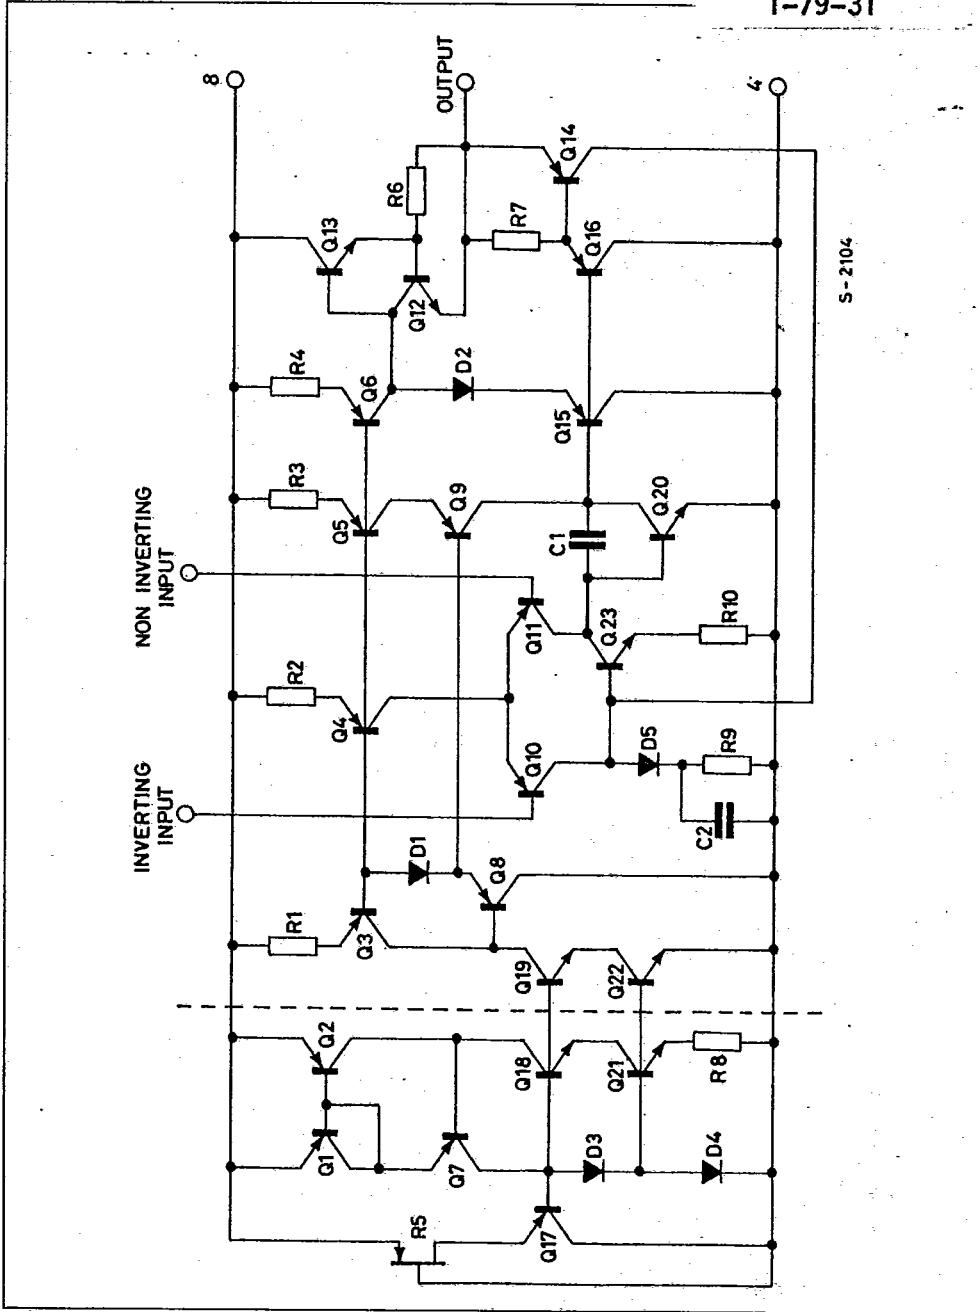 T-79-31
8
OUTPUT
4
Q13
R6
Q14
R7
Q16
Q12
S-2104
R4
Q6
D2
Q15
NON INVERTING
INPUT
R3
Q5
Q9
C1
Q20
Q11
Q23
R10
R2
Q4
INVERTING
INPUT
Q10
D5
R9
C2
D1
Q8
R1
Q3
Q19
Q22
Q2
Q18
Q21
R8
Q1
Q7
D3
D4
R5
Q17